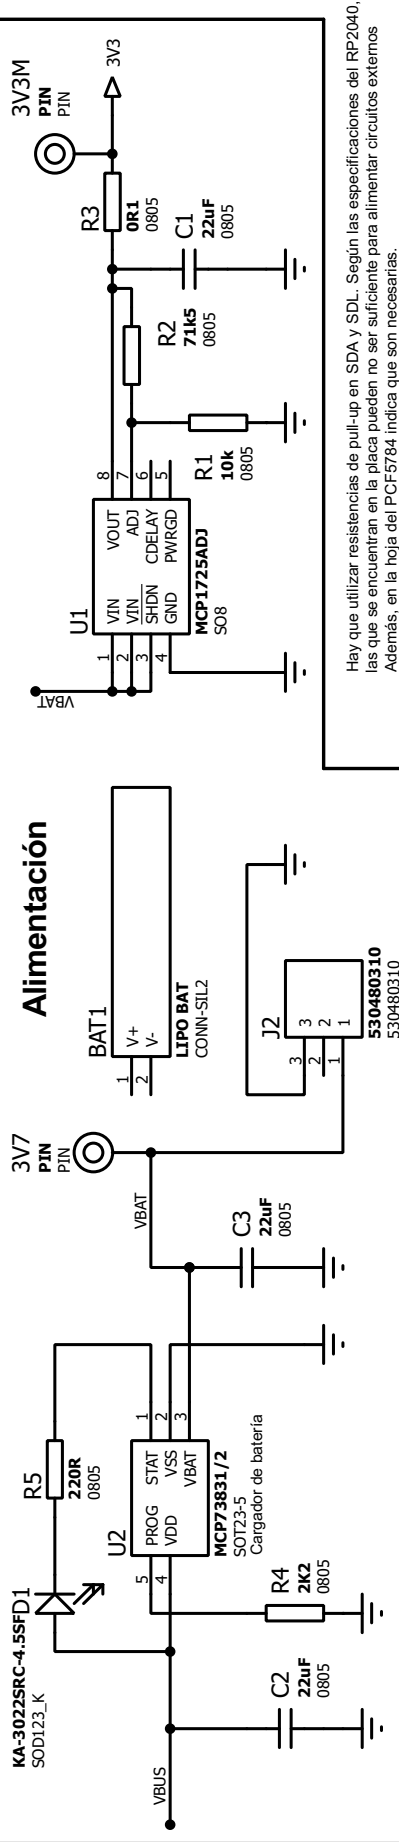 Alimentación
VBUS
C2
22uF
0805
KA-3022SRC-4.5SF
D1
SOD123_K
R5
220R
0805
U2
5
4
PROG
VDD
STAT
VSS
VBAT
1
2
3
MCP73831/2
SOT23-5
Cargador de batería
R4
2K2
0805
3V7
PIN
PIN
VBAT
C3
22uF
0805
BAT1
1
2
V+
V-
LIPO BAT
CONN-SIL2
J2
3
2
1
3
2
1
530480310
530480310
VBAT
U1
1
2
3
4
VIN
VIN
SHDN
GND
VOUT
ADJ
CDELAY
PWRGD
8
7
6
5
MCP1725ADJ
SO8
R1
10k
0805
R2
71k5
0805
R3
0R1
0805
C1
22uF
0805
3V3M
PIN
PIN
3V3
Hay que utilizar resistencias de pull-up en SDA y SDL. Según las especificaciones del RP2040,
las que se encuentran en la placa pueden no ser suficiente para alimentar circuitos externos
Además, en la hoja del PCF5784 indica que son necesarias.